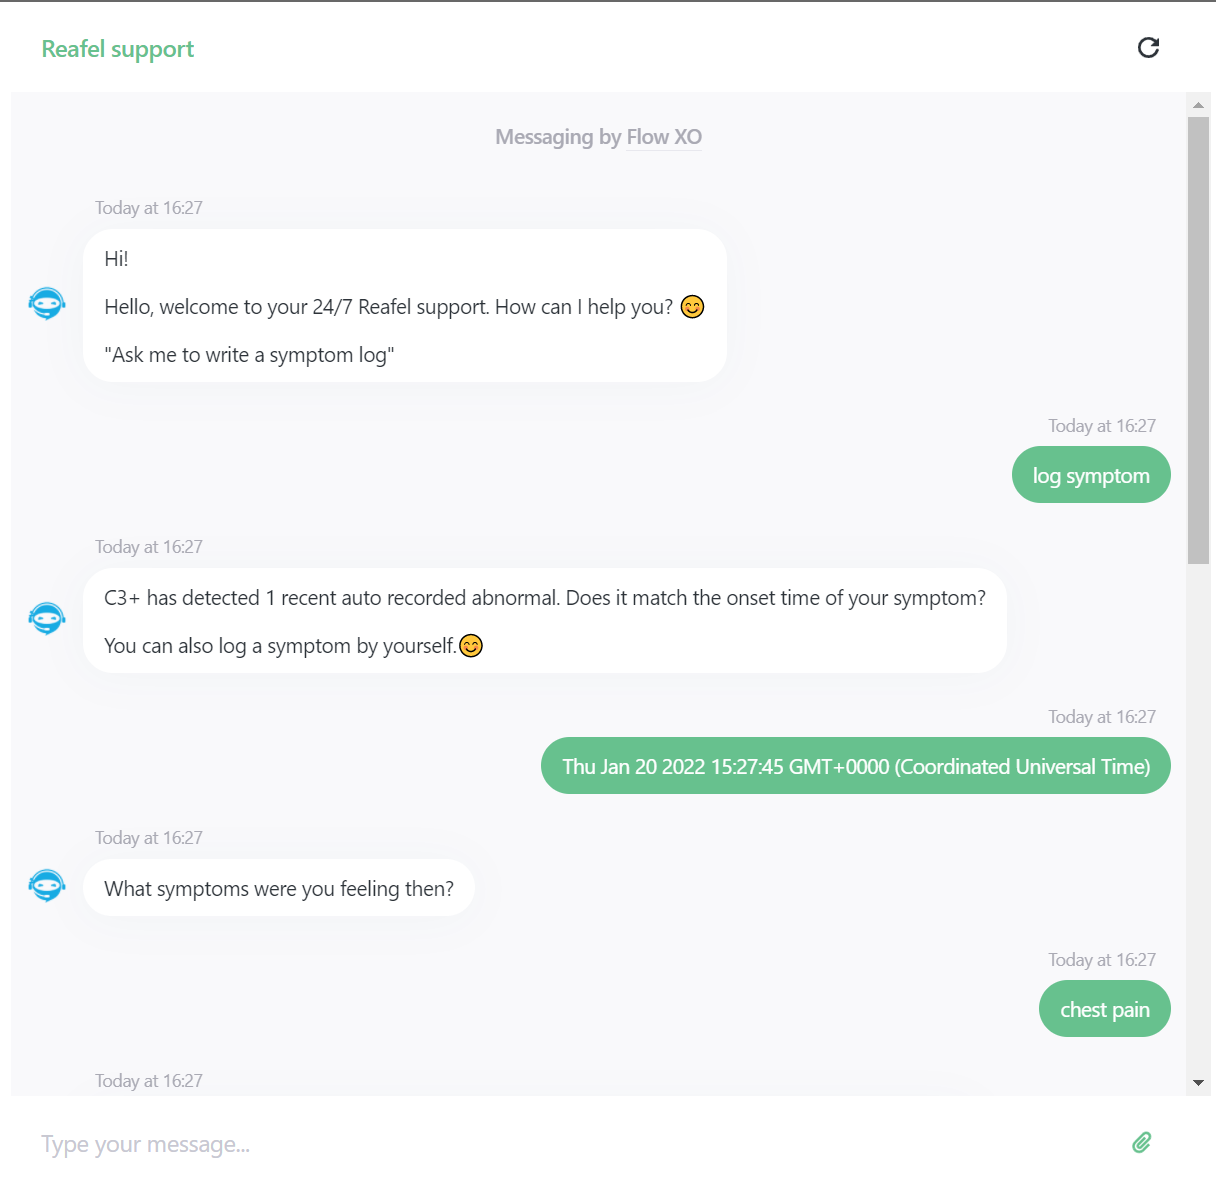 Reafel support
Messaging by Flow XO
Today at 16:27
Hi!
Hello, welcome to your 24/7 Reafel support. How can I help you? 😊
"Ask me to write a symptom log"
Today at 16:27
log symptom
Today at 16:27
C3+ has detected 1 recent auto recorded abnormal. Does it match the onset time of your symptom?
You can also log a symptom by yourself.😊
Today at 16:27
Thu Jan 20 2022 15:27:45 GMT+0000 (Coordinated Universal Time)
Today at 16:27
What symptoms were you feeling then?
Today at 16:27
chest pain
Today at 16:27
Type your message...